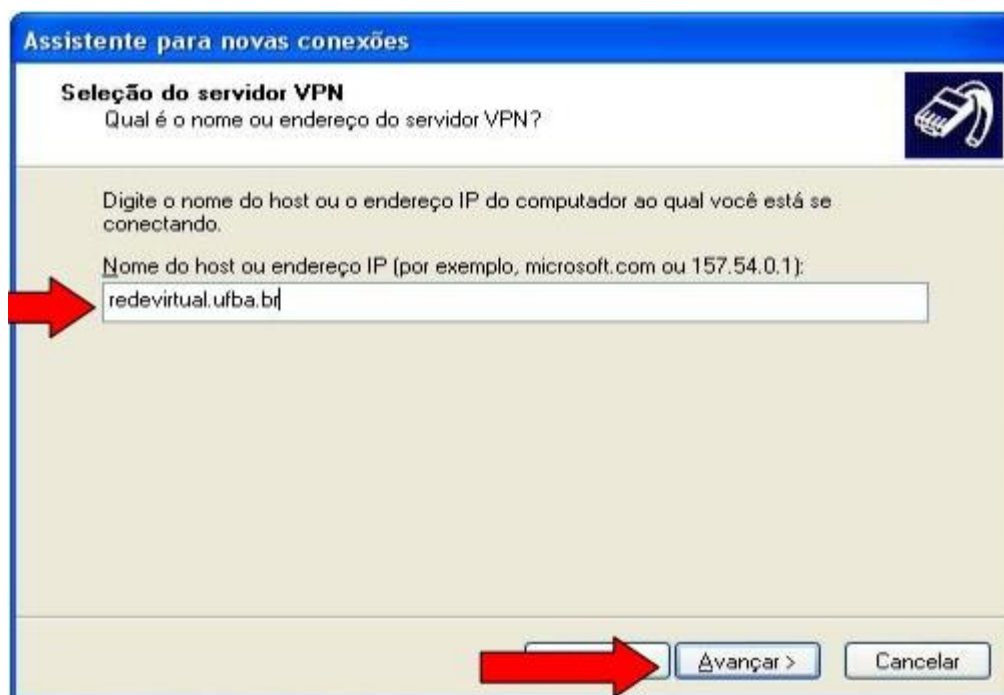 Assistente para novas conexões
Seleção do servidor VPN
Qual é o nome ou endereço do servidor VPN?
Digite o nome do host ou o endereço IP do computador ao qual você está se
conectando.
Nome do host ou endereço IP (por exemplo, microsoft.com ou 157.54.0.1):
redevirtual.ufba.br
Avançar >
Cancelar